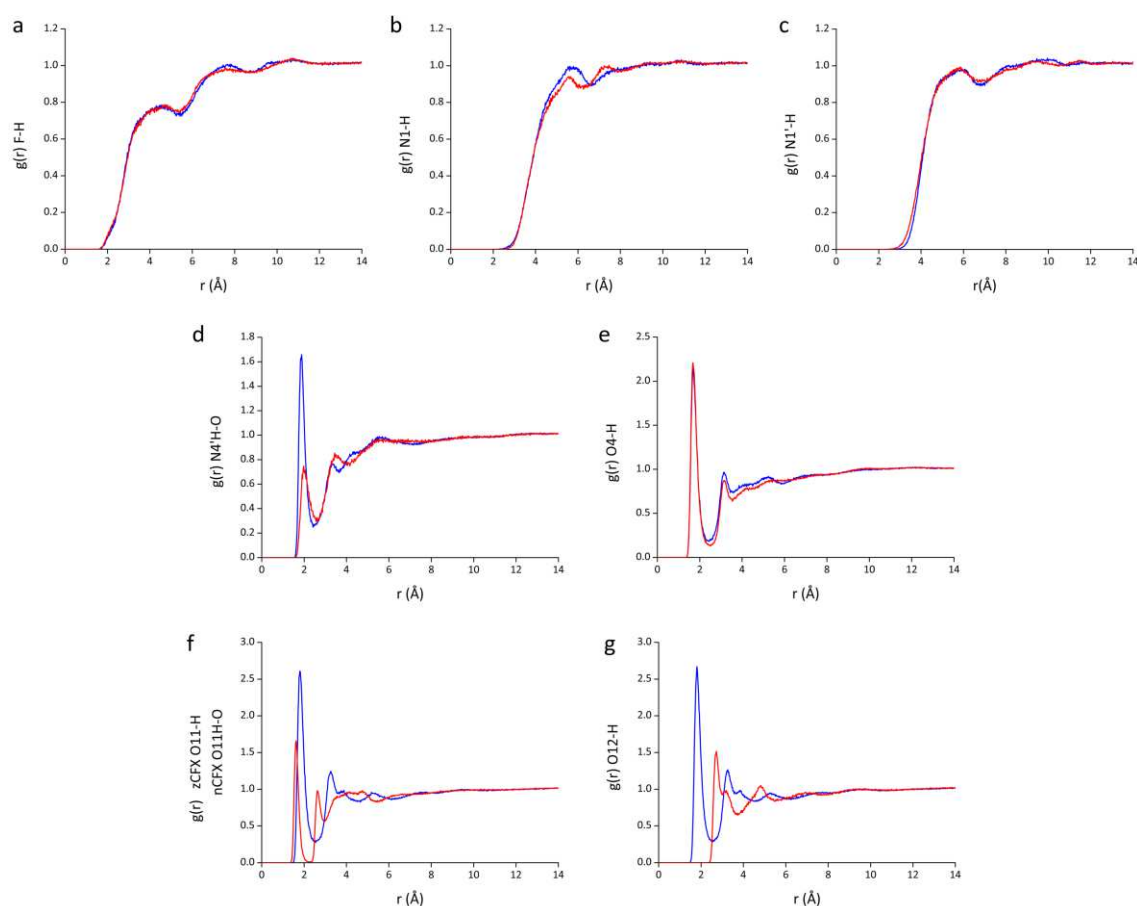 a
1.2
1.0
0.8
0.6
0.4
0.2
0.0
g(r) F-H
0 2 4 6 8 10 12 14
r (Å)
b
1.2
1.0
0.8
0.6
0.4
0.2
0.0
g(r) N1-H
0 2 4 6 8 10 12 14
r (Å)
c
1.2
1.0
0.8
0.6
0.4
0.2
0.0
g(r) N1'-H
0 2 4 6 8 10 12 14
r(Å)
d
1.8
1.6
1.4
1.2
1.0
0.8
0.6
0.4
0.2
0.0
g(r) N4'H-O
0 2 4 6 8 10 12 14
r (Å)
e
2.5
2.0
1.5
1.0
0.5
0.0
g(r) O4-H
0 2 4 6 8 10 12 14
r (Å)
f
3.0
2.5
2.0
1.5
1.0
0.5
0.0
g(r) zCFX O11-H
nCFX O11H-O
0 2 4 6 8 10 12 14
r (Å)
g
3.0
2.5
2.0
1.5
1.0
0.5
0.0
g(r) O12-H
0 2 4 6 8 10 12 14
r (Å)